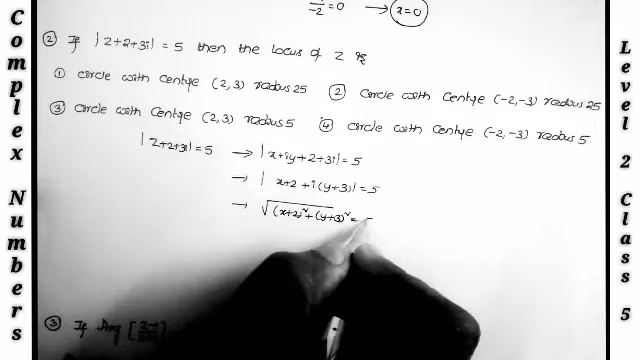 Complex Numbers
Level 2 Class 5
-2 = 0 → x=0
② If |z+2+3i| = 5 then the locus of z is
① circle with centre (2,3) radius 25 ② circle with centre (-2,-3) radius 25
③ circle with centre (2,3) radius 5 ④ circle with centre (-2,-3) radius 5
|z+2+3i| = 5 → |x+iy+2+3i| = 5
→ |x+2+i(y+3)| = 5
→ √(x+2)²+(y+3)² =
③ If Arg